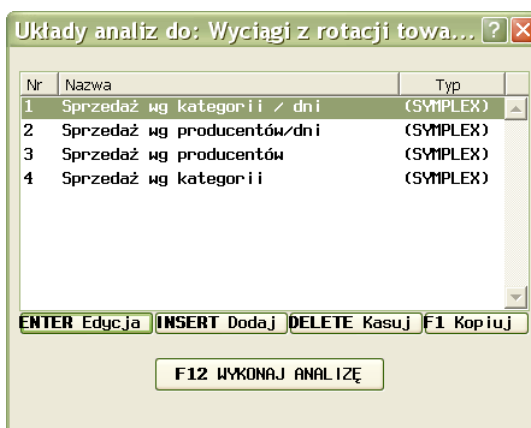 Układy analiz do: Wyciągi z rotacji towa...
Nr Nazwa Typ
1 Sprzedaż wg kategorii / dni (SYMPLEX)
2 Sprzedaż wg producentów/dni (SYMPLEX)
3 Sprzedaż wg producentów (SYMPLEX)
4 Sprzedaż wg kategorii (SYMPLEX)
ENTER Edycja INSERT Dodaj DELETE Kasuj F1 Kopiuj
F12 WYKONAJ ANALIZĘ